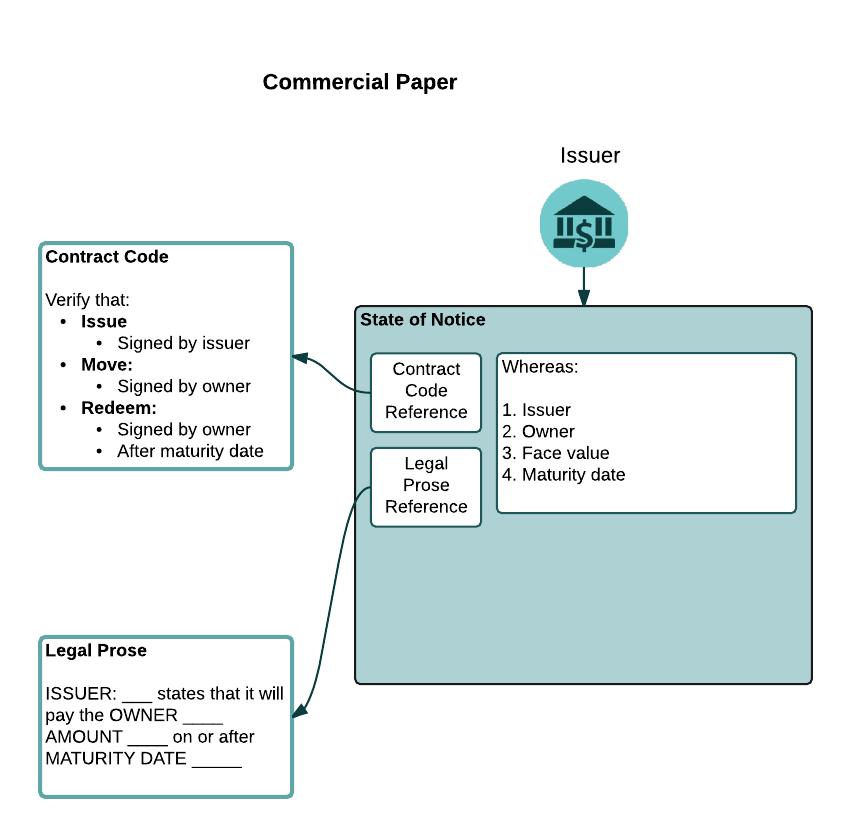 Commercial Paper
Issuer
Contract Code
Verify that:
• Issue
• Signed by issuer
• Move:
• Signed by owner
• Redeem:
• Signed by owner
• After maturity date
State of Notice
Contract
Code
Reference
Legal
Prose
Reference
Whereas:
1. Issuer
2. Owner
3. Face value
4. Maturity date
Legal Prose
ISSUER: ___ states that it will
pay the OWNER ____
AMOUNT ____ on or after
MATURITY DATE _____